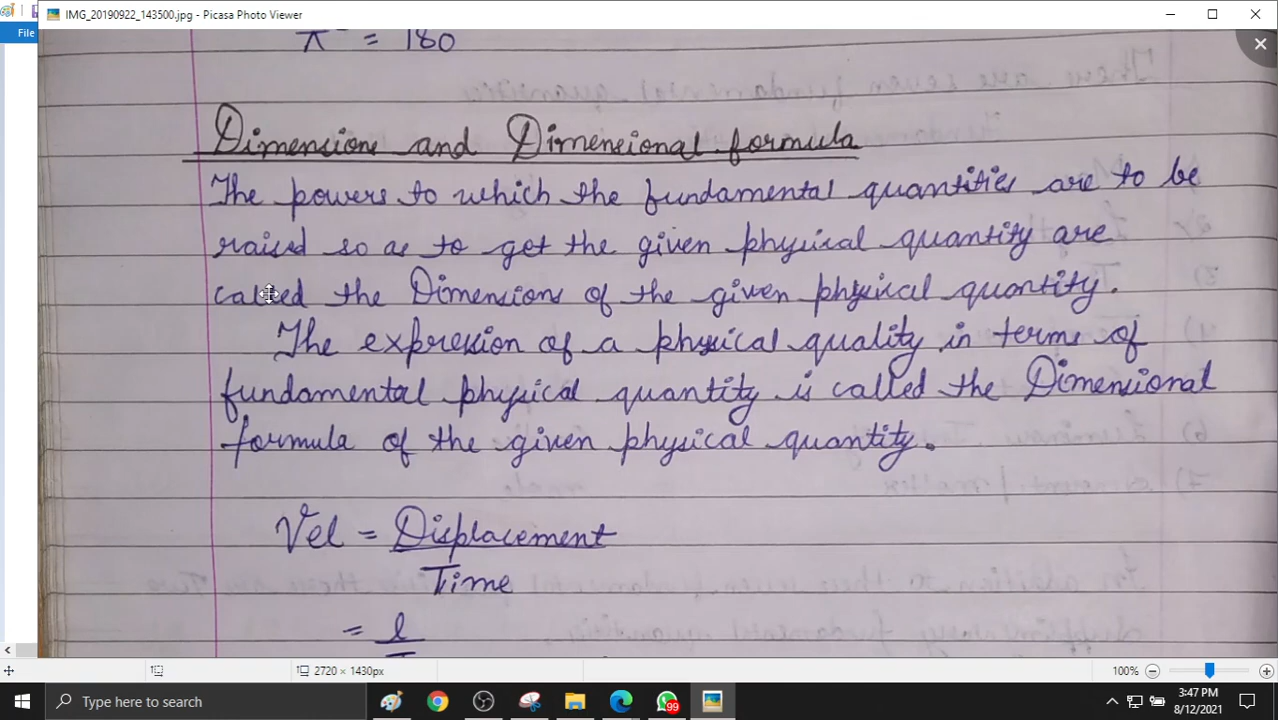 IMG_20190922_143500.jpg - Picasa Photo Viewer
File
π = 180
Dimensions and Dimensional formula
The powers to which the fundamental quantities are to be
raised so as to get the given physical quantity are
called the Dimensions of the given physical quantity.
The expression of a physical quality in terms of
fundamental physical quantity is called the Dimensional
formula of the given physical quantity.
Vel = Displacement
Time
= l
2720 × 1430px
100%
Type here to search
99
3:47 PM
8/12/2021